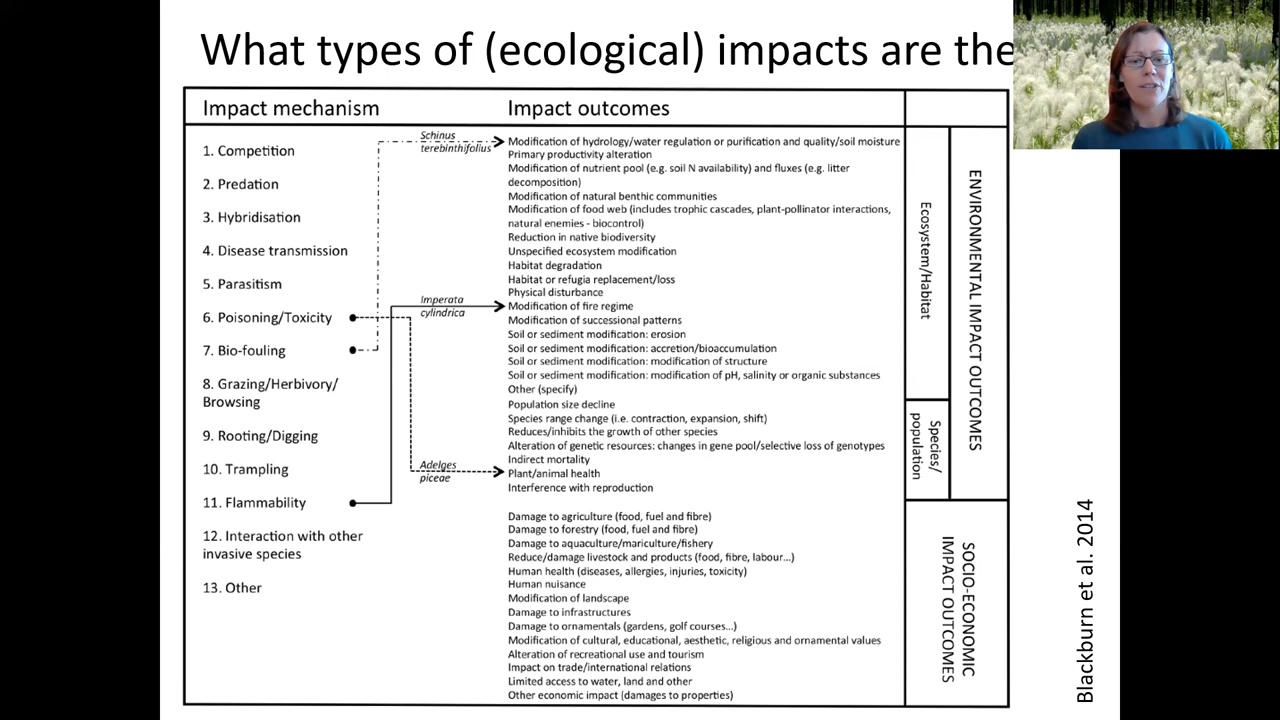 What types of (ecological) impacts are the
Impact mechanism
Impact outcomes
1. Competition
2. Predation
3. Hybridisation
4. Disease transmission
5. Parasitism
6. Poisoning/Toxicity
7. Bio-fouling
8. Grazing/Herbivory/
Browsing
9. Rooting/Digging
10. Trampling
11. Flammability
12. Interaction with other
invasive species
13. Other
Schinus
terebinthifolius
Imperata
cylindrica
Adelges
piceae
Modification of hydrology/water regulation or purification and quality/soil moisture
Primary productivity alteration
Modification of nutrient pool (e.g. soil N availability) and fluxes (e.g. litter
decomposition)
Modification of natural benthic communities
Modification of food web (includes trophic cascades, plant-pollinator interactions,
natural enemies - biocontrol)
Reduction in native biodiversity
Unspecified ecosystem modification
Habitat degradation
Habitat or refugia replacement/loss
Physical disturbance
Modification of fire regime
Modification of successional patterns
Soil or sediment modification: erosion
Soil or sediment modification: accretion/bioaccumulation
Soil or sediment modification: modification of structure
Soil or sediment modification: modification of pH, salinity or organic substances
Other (specify)
Population size decline
Species range change (i.e. contraction, expansion, shift)
Reduces/inhibits the growth of other species
Alteration of genetic resources: changes in gene pool/selective loss of genotypes
Indirect mortality
Plant/animal health
Interference with reproduction
Damage to agriculture (food, fuel and fibre)
Damage to forestry (food, fuel and fibre)
Damage to aquaculture/mariculture/fishery
Reduce/damage livestock and products (food, fibre, labour...)
Human health (diseases, allergies, injuries, toxicity)
Human nuisance
Modification of landscape
Damage to infrastructures
Damage to ornamentals (gardens, golf courses...)
Modification of cultural, educational, aesthetic, religious and ornamental values
Alteration of recreational use and tourism
Impact on trade/international relations
Limited access to water, land and other
Other economic impact (damages to properties)
Ecosystem/Habitat
Species/
population
ENVIRONMENTAL IMPACT OUTCOMES
SOCIO-ECONOMIC
IMPACT OUTCOMES
Blackburn et al. 2014